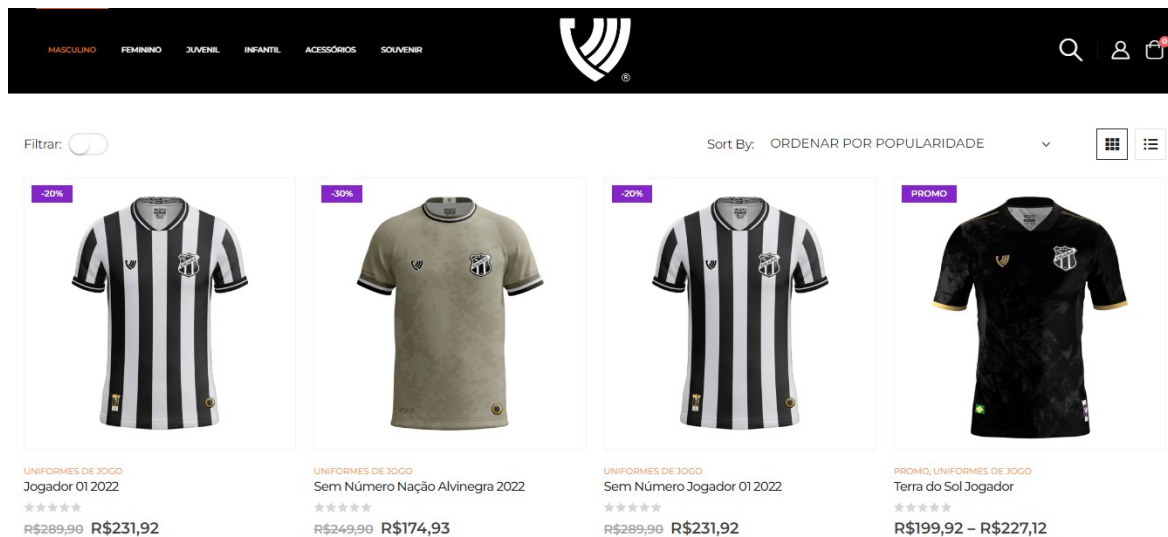 MASCULINO FEMININO JUVENIL INFANTIL ACESSÓRIOS SOUVENIR
®
0
Filtrar:
Sort By: ORDENAR POR POPULARIDADE
-20%
-30%
-20%
PROMO
UNIFORMES DE JOGO
Jogador 01 2022
R$289,90 R$231,92
UNIFORMES DE JOGO
Sem Número Nação Alvinegra 2022
R$249,90 R$174,93
UNIFORMES DE JOGO
Sem Número Jogador 01 2022
R$289,90 R$231,92
PROMO, UNIFORMES DE JOGO
Terra do Sol Jogador
R$199,92 – R$227,12